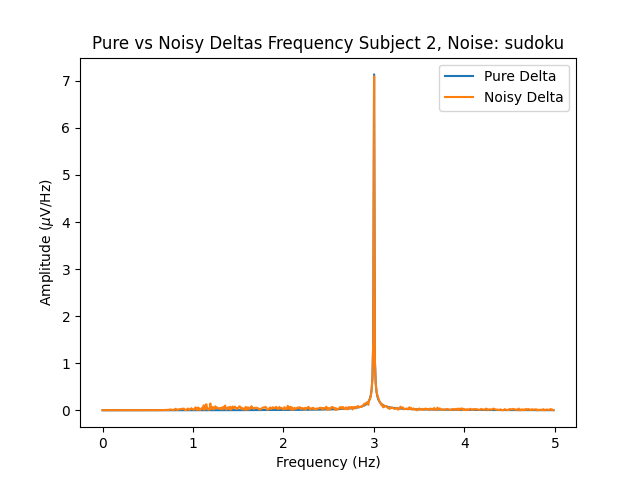 Pure vs Noisy Deltas Frequency Subject 2, Noise: sudoku
Pure Delta
Noisy Delta
Amplitude (μV/Hz)
7
6
5
4
3
2
1
0
0 1 2 3 4 5
Frequency (Hz)